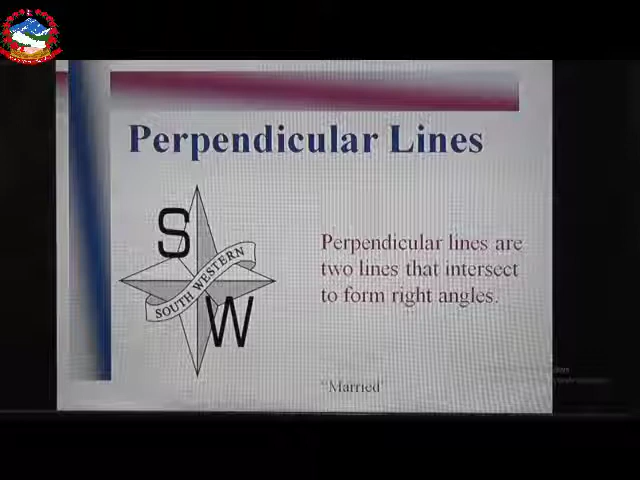 Perpendicular Lines
S
SOUTH WESTERN
W
Perpendicular lines are
two lines that intersect
to form right angles.
"Married"